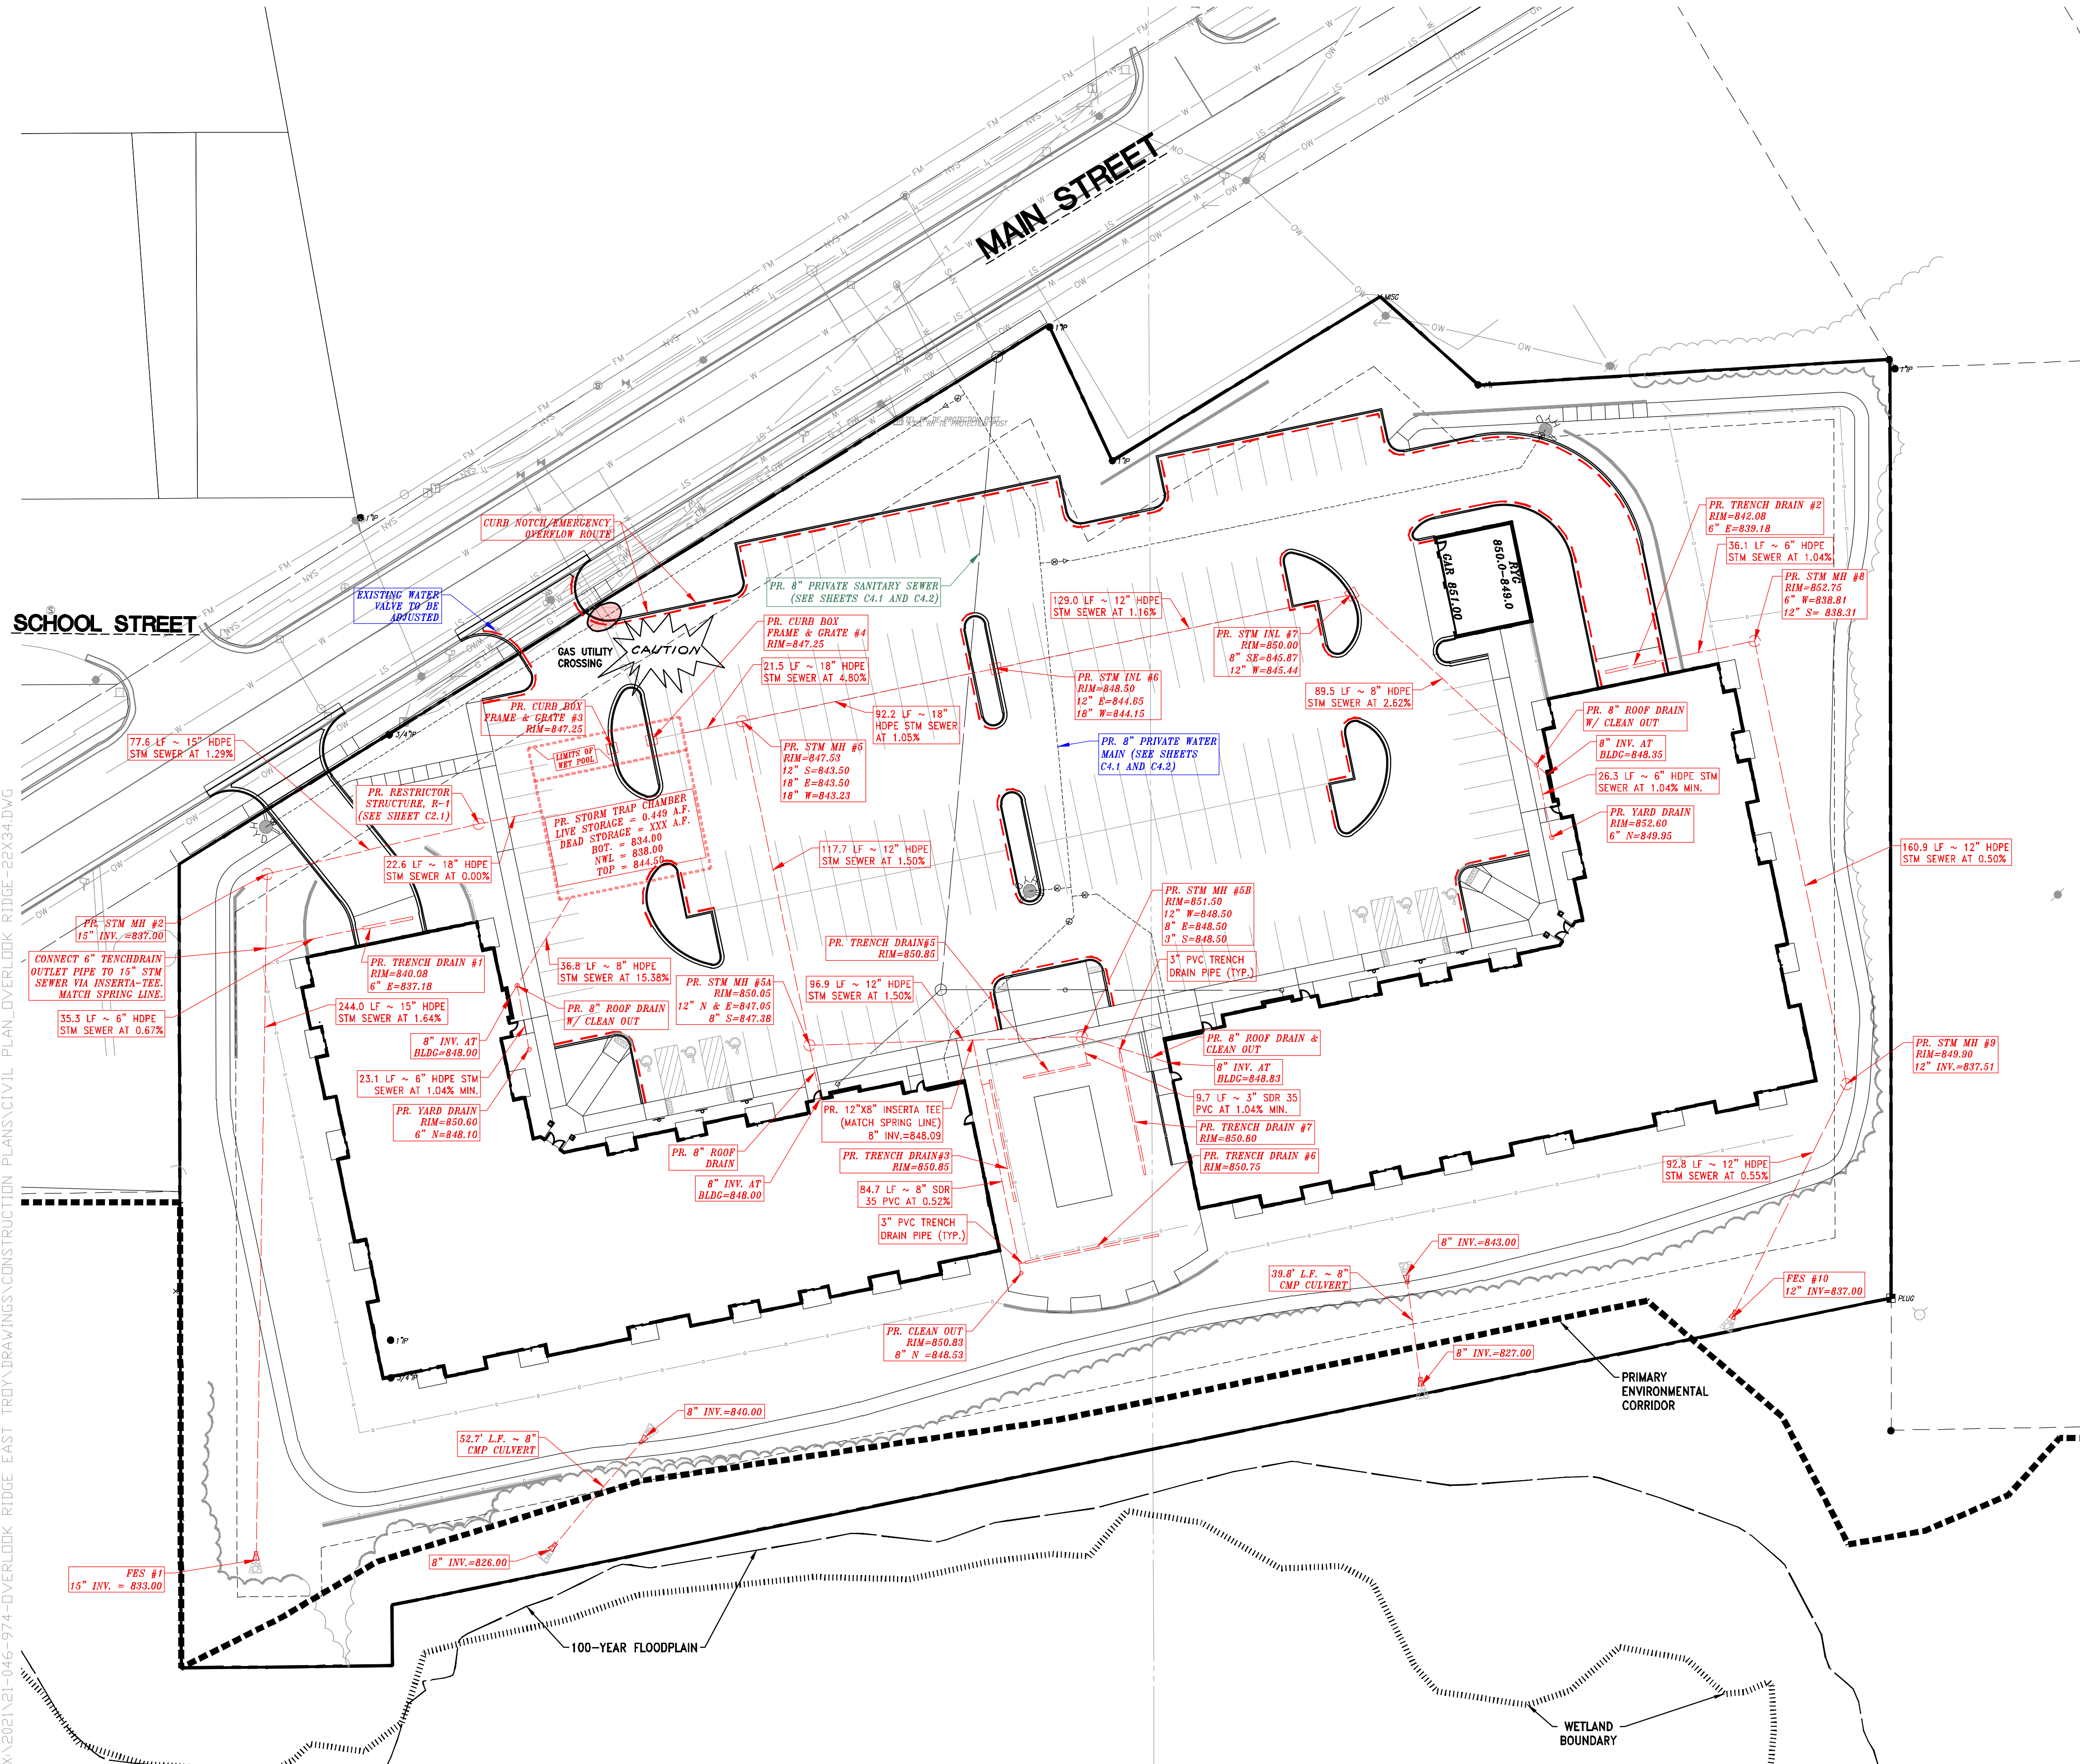 MAIN STREET
SCHOOL STREET
CURB NOTCH/EMERGENCY
OVERFLOW ROUTE
EXISTING WATER
VALVE TO BE
ADJUSTED
GAS UTILITY
CROSSING
CAUTION
PR. 8" PRIVATE SANITARY SEWER
(SEE SHEETS C4.1 AND C4.2)
PR. CURB BOX
FRAME & GRATE #4
RIM=847.25
21.5 LF ~ 18" HDPE
STM SEWER AT 4.80%
PR. CURB BOX
FRAME & GRATE #3
RIM=847.25
129.0 LF ~ 12" HDPE
STM SEWER AT 1.16%
PR. STM INL #7
RIM=850.00
8" SE=845.87
12" W=845.44
PR. STM INL #6
RIM=848.50
12" E=844.65
18" W=844.15
92.2 LF ~ 18"
HDPE STM SEWER
AT 1.05%
89.5 LF ~ 8" HDPE
STM SEWER AT 2.62%
GAR 851.00
RYG
850.0-849.0
PR. TRENCH DRAIN #2
RIM=842.08
6" E=839.18
36.1 LF ~ 6" HDPE
STM SEWER AT 1.04%
PR. STM MH #8
RIM=852.75
6" W=838.81
12" S= 838.31
PR. 8" ROOF DRAIN
W/ CLEAN OUT
8" INV. AT
BLDG=848.35
26.3 LF ~ 6" HDPE STM
SEWER AT 1.04% MIN.
PR. YARD DRAIN
RIM=852.60
6" N=849.95
160.9 LF ~ 12" HDPE
STM SEWER AT 0.50%
77.6 LF ~ 15" HDPE
STM SEWER AT 1.29%
PR. RESTRICTOR
STRUCTURE, R-1
(SEE SHEET C2.1)
22.6 LF ~ 18" HDPE
STM SEWER AT 0.00%
LIMITS OF
WET POOL
PR. STORM TRAP CHAMBER
LIVE STORAGE = 0.449 A.F.
DEAD STORAGE = XXX A.F.
BOT. = 834.00
NWL = 838.00
TOP = 844.50
PR. STM MH #5
RIM=847.53
12" S=843.50
18" E=843.50
18" W=843.23
PR. 8" PRIVATE WATER
MAIN (SEE SHEETS
C4.1 AND C4.2)
117.7 LF ~ 12" HDPE
STM SEWER AT 1.50%
PR. STM MH #2
15" INV. =837.00
CONNECT 6" TENCHDRAIN
OUTLET PIPE TO 15" STM
SEWER VIA INSERTA-TEE.
MATCH SPRING LINE.
35.3 LF ~ 6" HDPE
STM SEWER AT 0.67%
PR. TRENCH DRAIN #1
RIM=840.08
6" E=837.18
244.0 LF ~ 15" HDPE
STM SEWER AT 1.64%
36.8 LF ~ 8" HDPE
STM SEWER AT 15.38%
PR. 8" ROOF DRAIN
W/ CLEAN OUT
8" INV. AT
BLDG=848.00
23.1 LF ~ 6" HDPE STM
SEWER AT 1.04% MIN.
PR. YARD DRAIN
RIM=850.60
6" N=848.10
PR. STM MH #5A
RIM=850.05
12" N & E=847.05
8" S=847.38
PR. TRENCH DRAIN#5
RIM=850.85
96.9 LF ~ 12" HDPE
STM SEWER AT 1.50%
PR. STM MH #5B
RIM=851.50
12" W=848.50
8" E=848.50
3" S=848.50
3" PVC TRENCH
DRAIN PIPE (TYP.)
PR. 8" ROOF DRAIN &
CLEAN OUT
8" INV. AT
BLDG=848.83
9.7 LF ~ 3" SDR 35
PVC AT 1.04% MIN.
PR. TRENCH DRAIN #7
RIM=850.80
PR. TRENCH DRAIN #6
RIM=850.75
PR. 12"X8" INSERTA TEE
(MATCH SPRING LINE)
8" INV.=848.09
PR. 8" ROOF
DRAIN
8" INV. AT
BLDG=848.00
PR. TRENCH DRAIN#3
RIM=850.85
84.7 LF ~ 8" SDR
35 PVC AT 0.52%
3" PVC TRENCH
DRAIN PIPE (TYP.)
PR. CLEAN OUT
RIM=850.83
8" N =848.53
PR. STM MH #9
RIM=849.90
12" INV.=837.51
92.8 LF ~ 12" HDPE
STM SEWER AT 0.55%
8" INV.=843.00
39.8' L.F. ~ 8"
CMP CULVERT
8" INV.=827.00
FES #10
12" INV=837.00
PLUG
PRIMARY
ENVIRONMENTAL
CORRIDOR
8" INV.=840.00
52.7' L.F. ~ 8"
CMP CULVERT
8" INV.=826.00
FES #1
15" INV. = 833.00
100-YEAR FLOODPLAIN
WETLAND
BOUNDARY
MISC
1"IP
3/4"IP
X:\2021\21-046-974-OVERLOOK RIDGE EAST TROY\DRAWINGS\CONSTRUCTION PLANS\CIVIL PLAN_OVERLOOK RIDGE-22X34.DWG